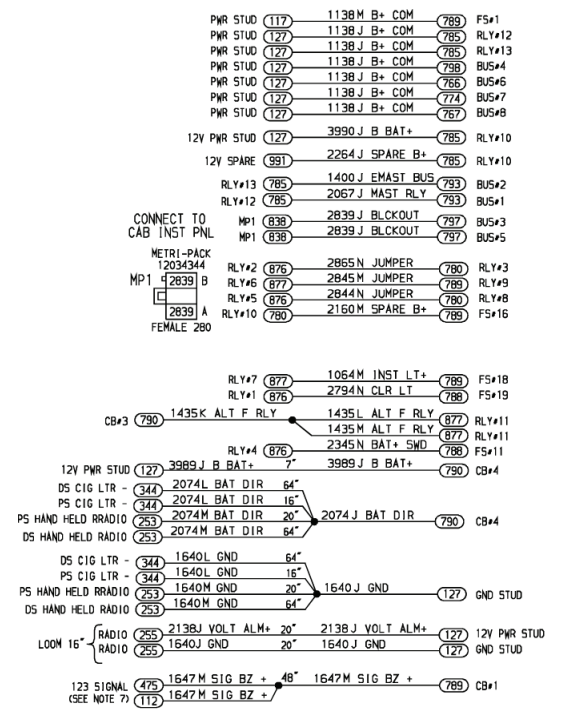 PWR STUD 117 1138M B+ COM 789 FS#1
PWR STUD 127 1138J B+ COM 785 RLY#12
PWR STUD 127 1138J B+ COM 785 RLY#13
PWR STUD 127 1138J B+ COM 798 BUS#4
PWR STUD 127 1138J B+ COM 766 BUS#6
PWR STUD 127 1138J B+ COM 774 BUS#7
PWR STUD 127 1138J B+ COM 767 BUS#8
12V PWR STUD 127 3990J B BAT+ 785 RLY#10
12V SPARE 991 2264J SPARE B+ 785 RLY#10
RLY#13 785 1400J EMAST BUS 793 BUS#2
RLY#12 785 2067J MAST RLY 793 BUS#1
CONNECT TO
CAB INST PNL
MP1 838 2839J BLCKOUT 797 BUS#3
MP1 838 2839J BLCKOUT 797 BUS#5
METRI-PACK
12034344
MP1 2839 B
2839 A
FEMALE 280
RLY#2 876 2865N JUMPER 780 RLY#3
RLY#6 877 2845M JUMPER 789 RLY#9
RLY#5 876 2844N JUMPER 780 RLY#8
RLY#10 780 2160M SPARE B+ 789 FS#16
RLY#7 877 1064M INST LT+ 789 FS#18
RLY#1 876 2794N CLR LT 788 FS#19
CB#3 790 1435K ALT F RLY 1435L ALT F RLY 877 RLY#11
1435M ALT F RLY 877 RLY#11
RLY#4 876 2345N BAT+ SWD 788 FS#11
12V PWR STUD 127 3989J B BAT+ 7" 3989J B BAT+ 790 CB#4
DS CIG LTR - 344 2074L BAT DIR 64"
PS CIG LTR - 344 2074L BAT DIR 16"
PS HAND HELD RRADIO 253 2074M BAT DIR 20" 2074J BAT DIR 790 CB#4
DS HAND HELD RADIO 253 2074M BAT DIR 64"
DS CIG LTR - 344 1640L GND 64"
PS CIG LTR - 344 1640L GND 16"
PS HAND HELD RRADIO 253 1640M GND 20" 1640J GND 127 GND STUD
DS HAND HELD RADIO 253 1640M GND 64"
LOOM 16"
RADIO 255 2138J VOLT ALM+ 20" 2138J VOLT ALM+ 127 12V PWR STUD
RADIO 255 1640J GND 20" 1640J GND 127 GND STUD
123 SIGNAL 475 1647M SIG BZ + 48" 1647M SIG BZ + 789 CB#1
(SEE NOTE 7) 112 1647M SIG BZ +